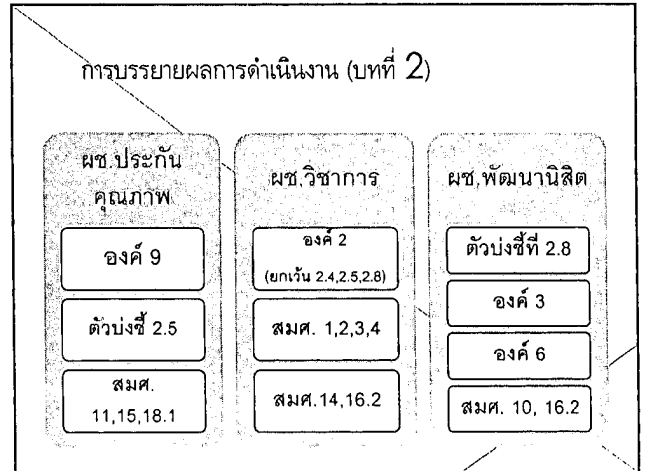 การบรรยายผลการดำเนินงาน (บทที่ 2)
ผช.ประกัน
คุณภาพ
องค์ 9
ตัวบ่งชี้ 2.5
สมศ.
11,15,18.1
ผช.วิชาการ
องค์ 2
(ยกเว้น 2.4,2.5,2.8)
สมศ. 1,2,3,4
สมศ.14,16.2
ผช.พัฒนานิสิต
ตัวบ่งชี้ที่ 2.8
องค์ 3
องค์ 6
สมศ. 10, 16.2